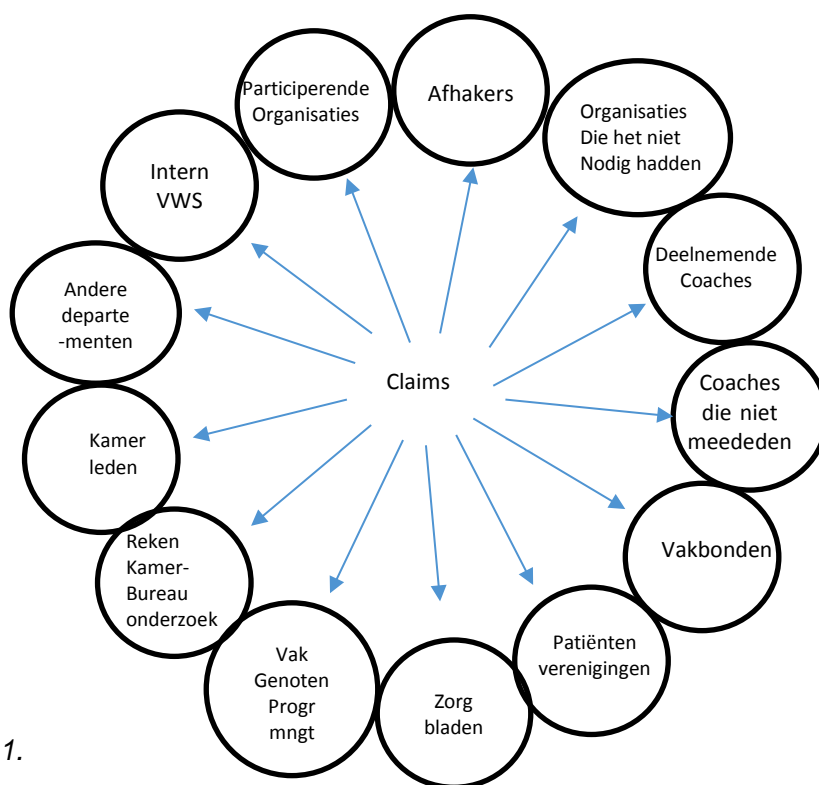 Participerende
Organisaties
Afhakers
Organisaties
Die het niet
Nodig hadden
Intern
VWS
Deelnemende
Coaches
Andere
departe
-menten
Claims
Coaches
die niet
meededen
Kamer
leden
Reken
Kamer-
Bureau
onderzoek
Vakbonden
Vak
Genoten
Progr
mngt
Zorg
bladen
Patiënten
verenigingen
1.